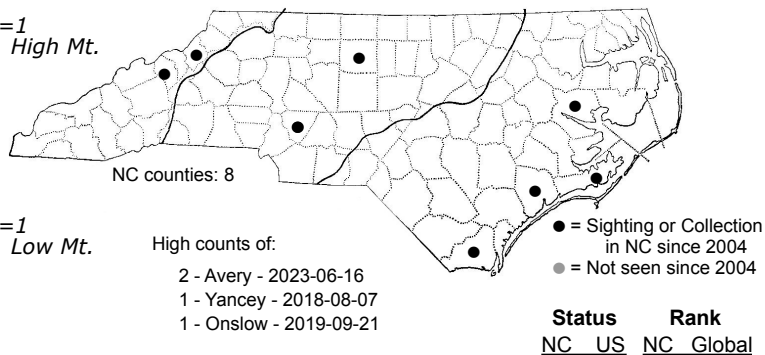 =1
High Mt.
NC counties: 8
=1
Low Mt.
High counts of:
2 - Avery - 2023-06-16
1 - Yancey - 2018-08-07
1 - Onslow - 2019-09-21
= Sighting or Collection
in NC since 2004
= Not seen since 2004
Status Rank
NC US NC Global